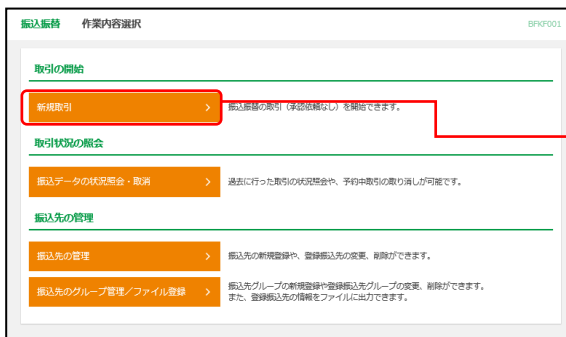 振込振替 作業内容選択 BFKF001
取引の開始
新規取引 振込振替の取引（承認依頼なし）を開始できます。
取引状況の照会
振込データの状況照会・取消 過去に行った取引の状況照会や、予約中取引の取り消しが可能です。
振込先の管理
振込先の管理 振込先の新規登録や、登録振込先の変更、削除ができます。
振込先のグループ管理／ファイル登録 振込先グループの新規登録や登録振込先グループの変更、削除ができます。
また、登録振込先の情報をファイルに出力できます。